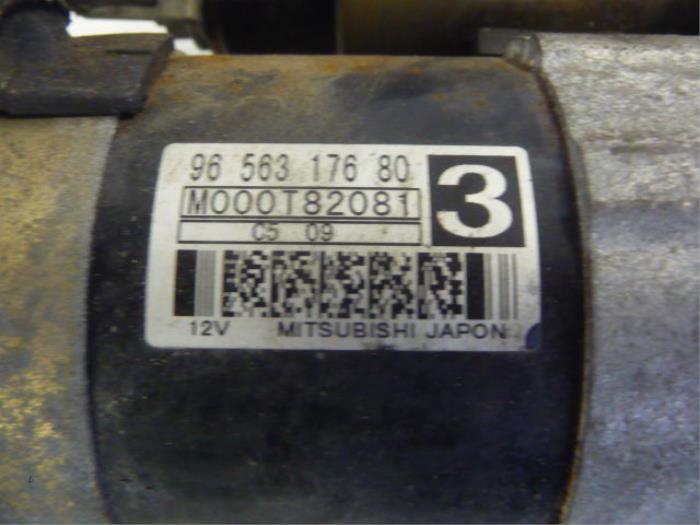 96 563 176 80
3
M000T82081
C5 09
12V MITSUBISHI JAPON